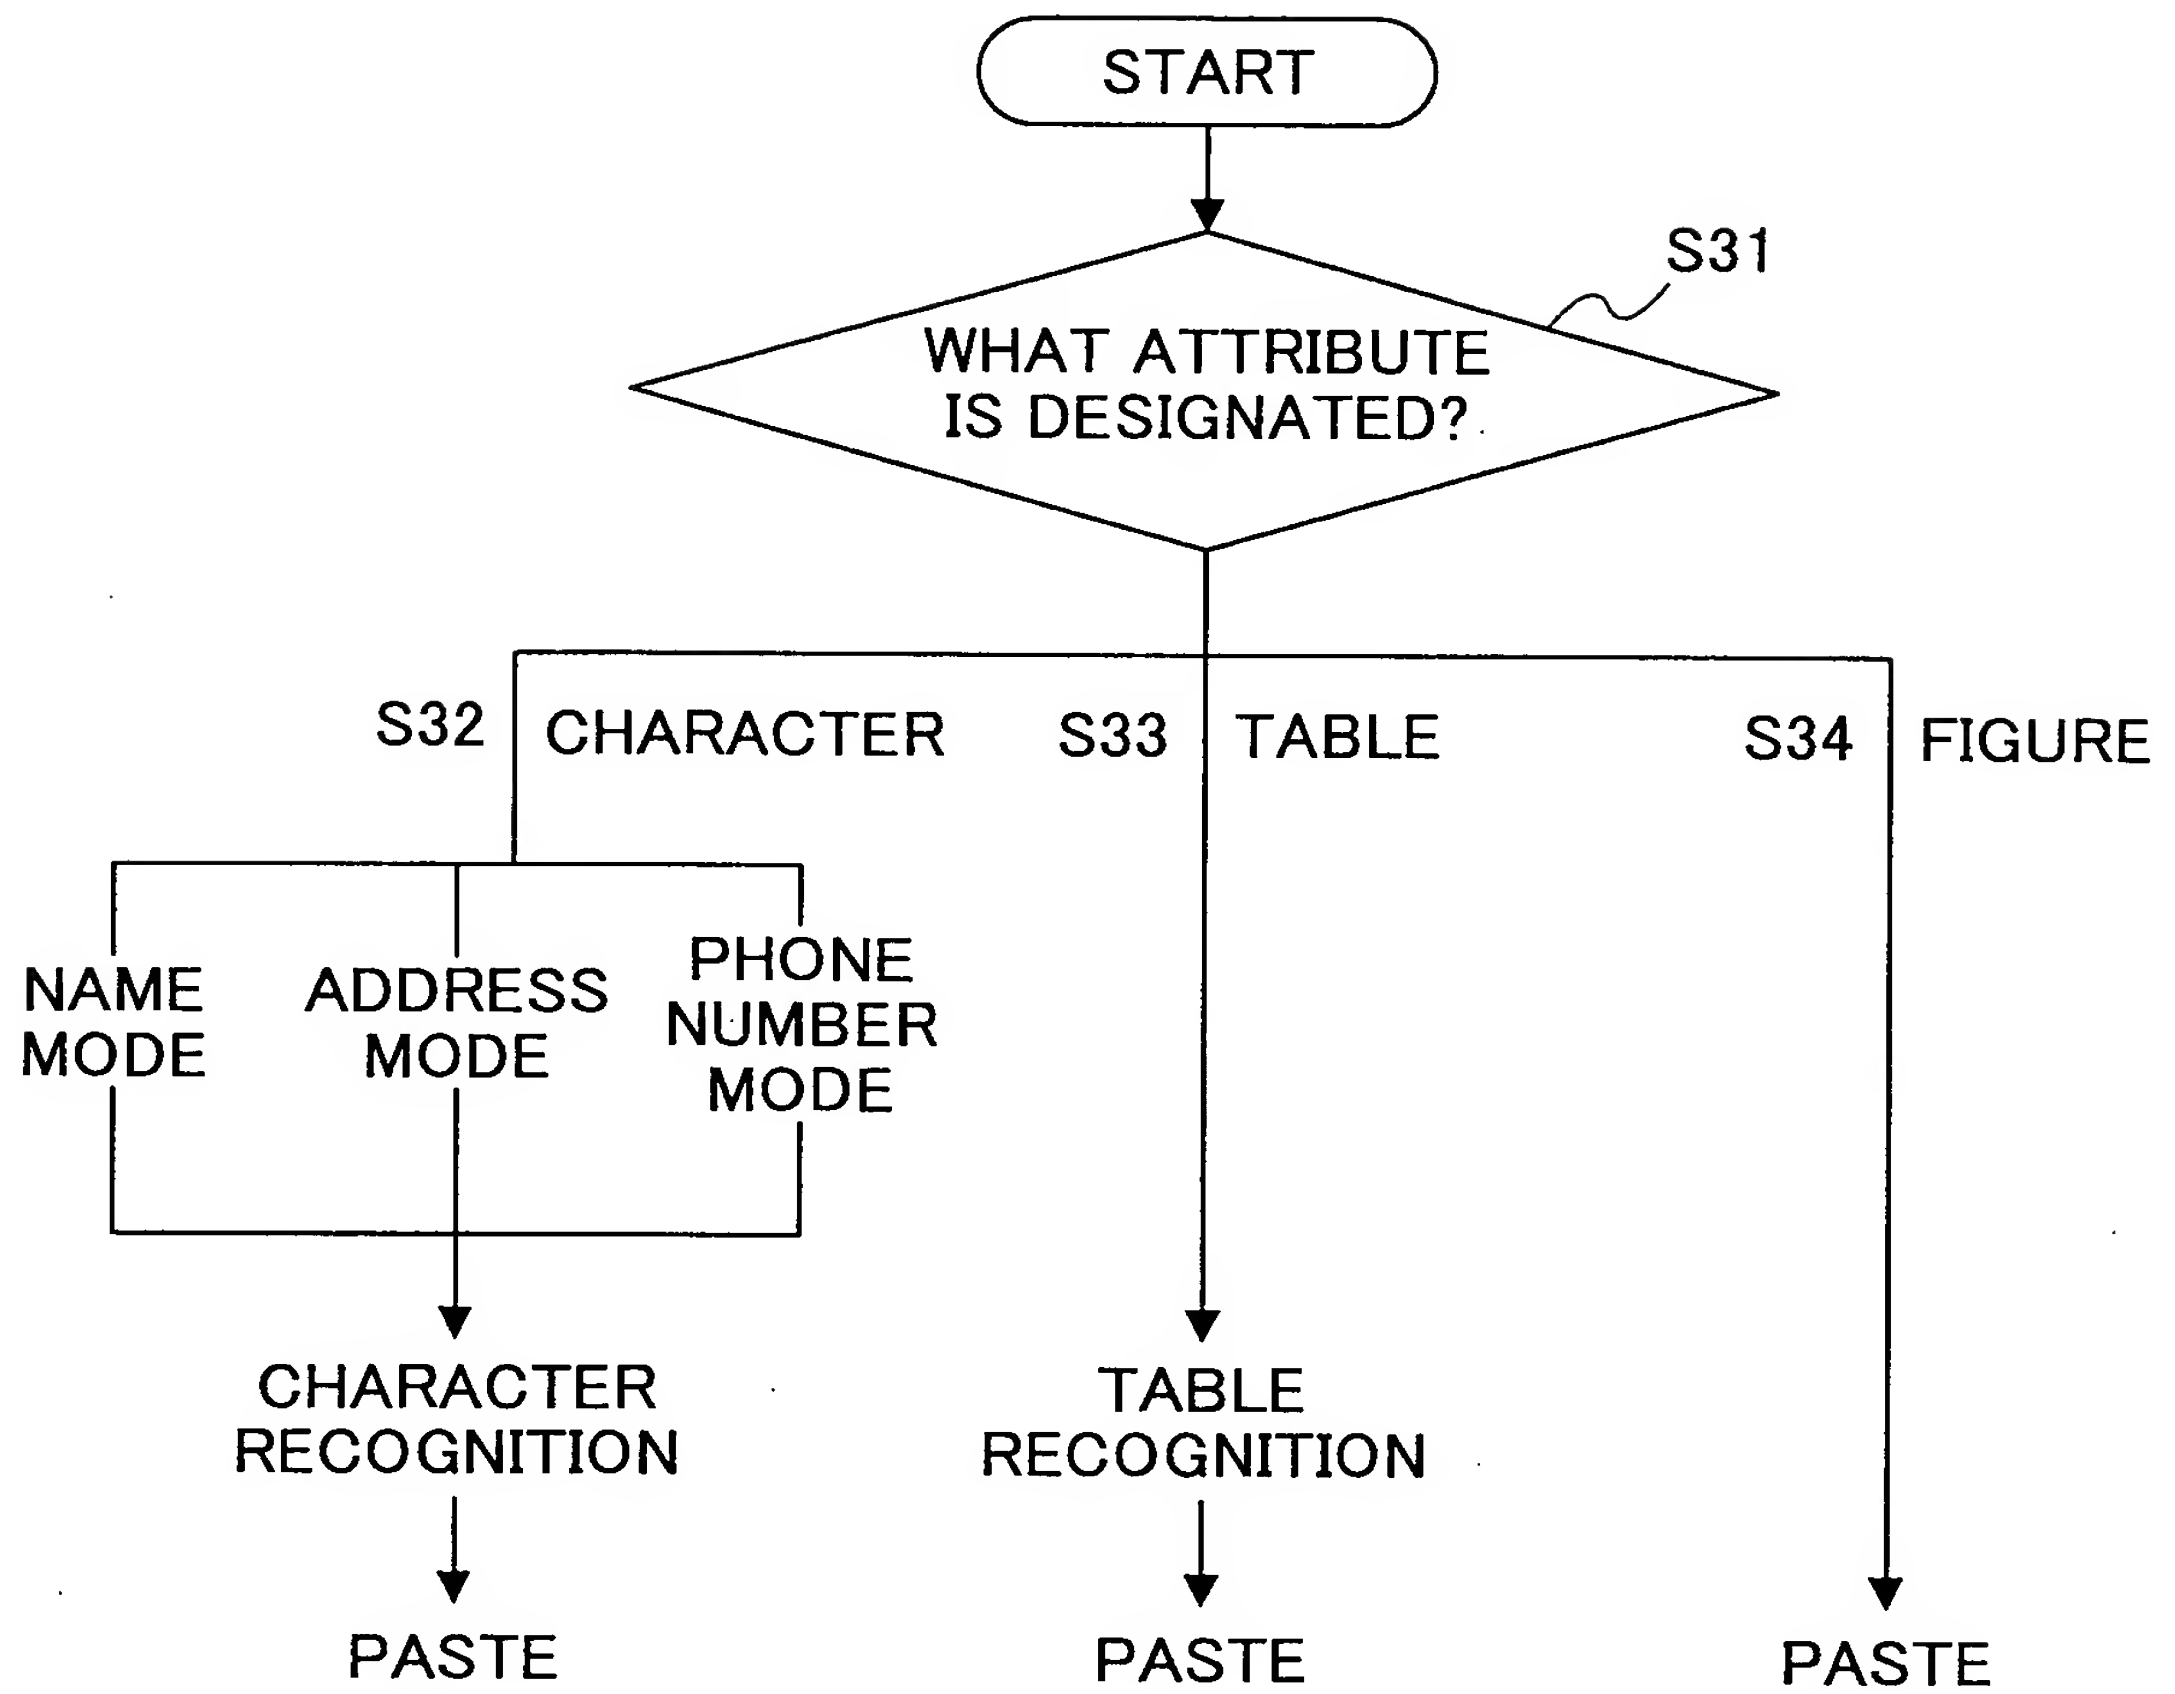 START
S31
WHAT ATTRIBUTE
IS DESIGNATED?
S32 CHARACTER
S33 TABLE
S34 FIGURE
NAME
MODE
ADDRESS
MODE
PHONE
NUMBER
MODE
CHARACTER
RECOGNITION
TABLE
RECOGNITION
PASTE
PASTE
PASTE